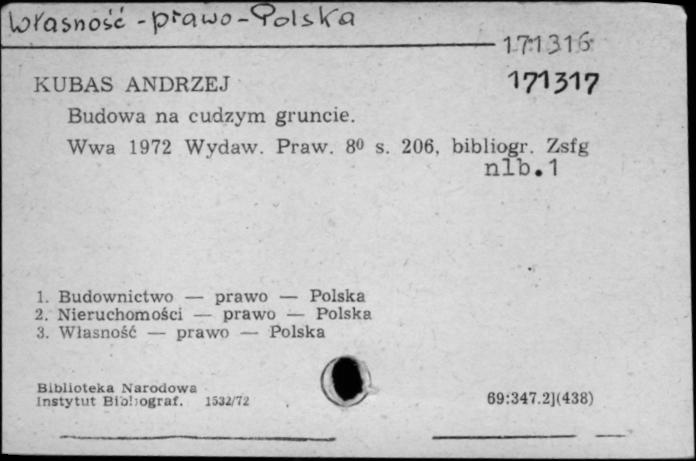 Własność - prawo - Polska
171316
KUBAS ANDRZEJ
171317
Budowa na cudzym gruncie.
Wwa 1972 Wydaw. Praw. 8⁰ s. 206, bibliogr. Zsfg
nlb. 1
1. Budownictwo — prawo — Polska
2. Nieruchomości — prawo — Polska
3. Własność — prawo — Polska
Biblioteka Narodowa
Instytut Bibliograf. 1532/72
69:347.2](438)